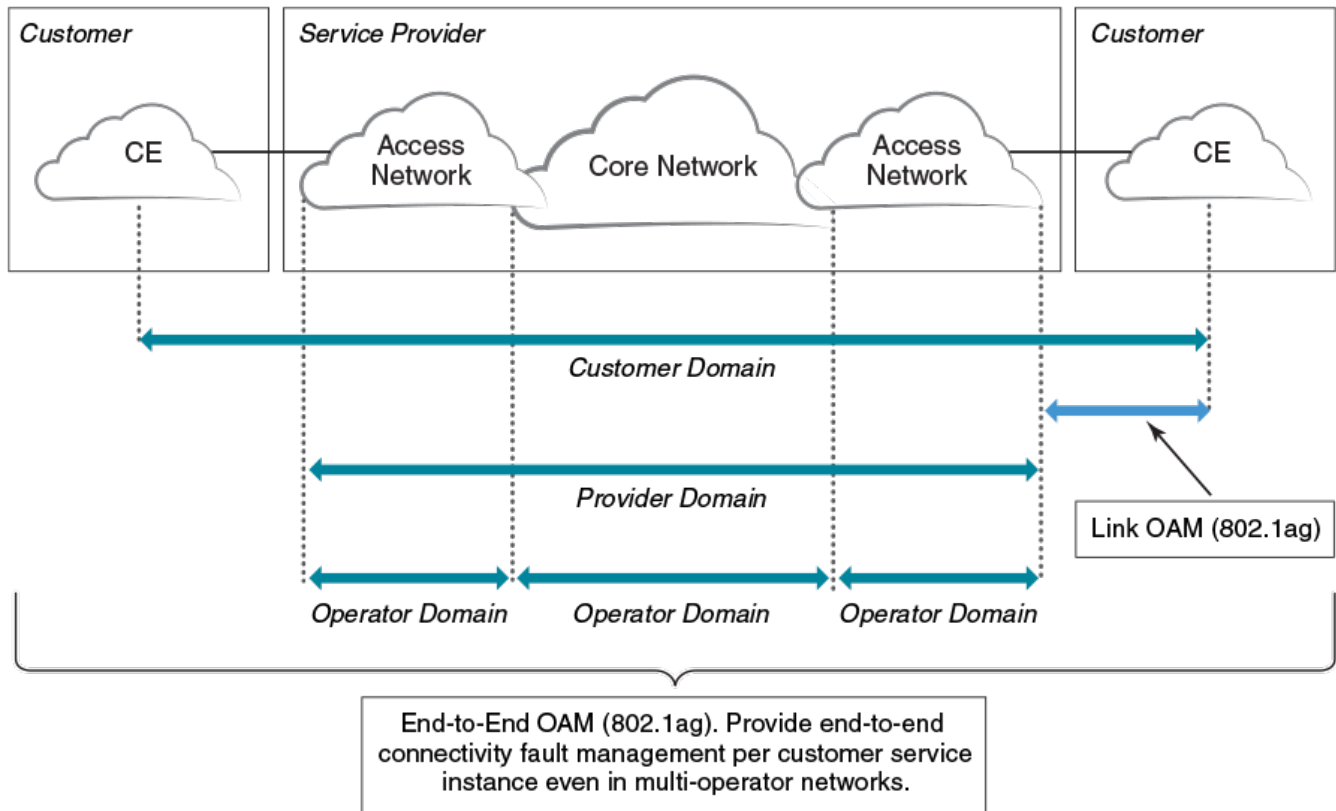 Customer
Service Provider
Customer
CE
Access
Network
Core Network
Access
Network
CE
Customer Domain
Provider Domain
Link OAM (802.1ag)
Operator Domain
Operator Domain
Operator Domain
End-to-End OAM (802.1ag). Provide end-to-end
connectivity fault management per customer service
instance even in multi-operator networks.